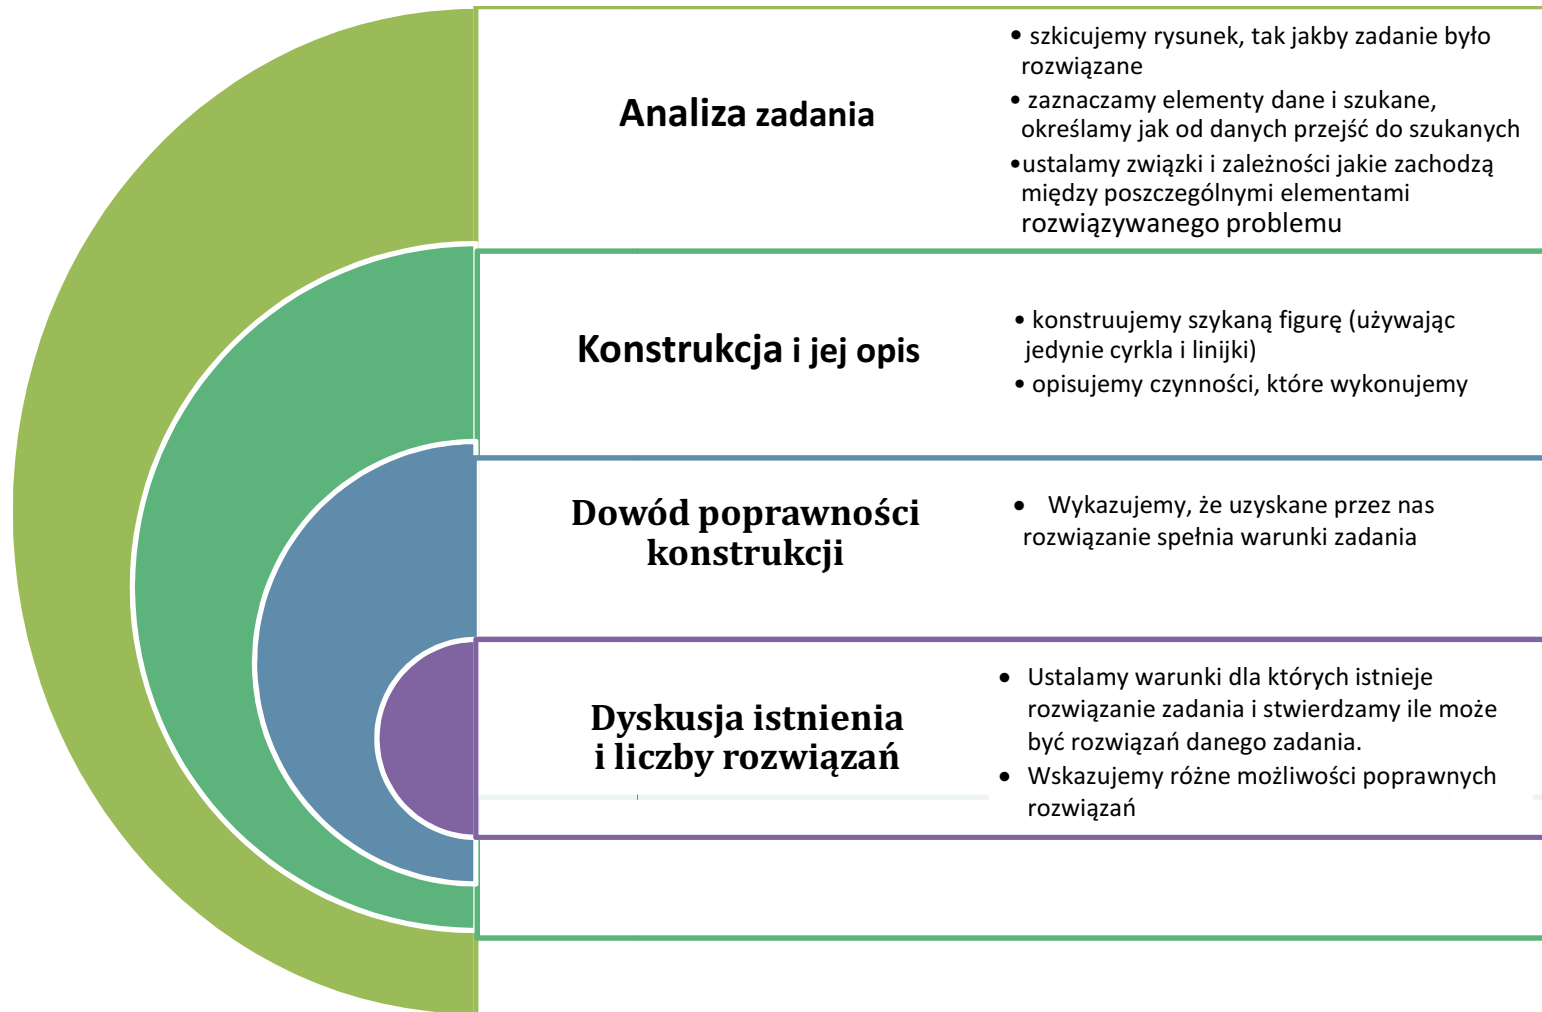 Analiza zadania
• szkicujemy rysunek, tak jakby zadanie było
rozwiązane
• zaznaczamy elementy dane i szukane,
określamy jak od danych przejść do szukanych
•ustalamy związki i zależności jakie zachodzą
między poszczególnymi elementami
rozwiązywanego problemu
Konstrukcja i jej opis
• konstruujemy szykaną figurę (używając
jedynie cyrkla i linijki)
• opisujemy czynności, które wykonujemy
Dowód poprawności
konstrukcji
• Wykazujemy, że uzyskane przez nas
rozwiązanie spełnia warunki zadania
Dyskusja istnienia
i liczby rozwiązań
• Ustalamy warunki dla których istnieje
rozwiązanie zadania i stwierdzamy ile może
być rozwiązań danego zadania.
• Wskazujemy różne możliwości poprawnych
rozwiązań